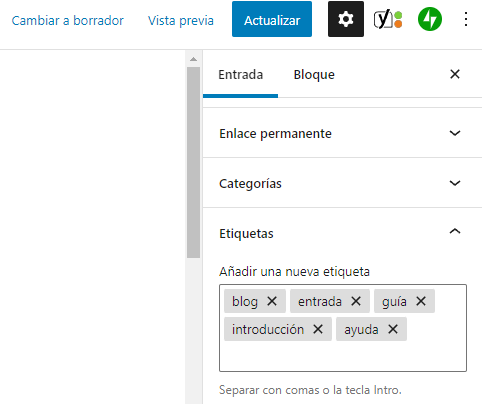 Cambiar a borrador Vista previa Actualizar
Entrada Bloque
Enlace permanente
Categorías
Etiquetas
Añadir una nueva etiqueta
blog entrada guía
introducción ayuda
Separar con comas o la tecla Intro.